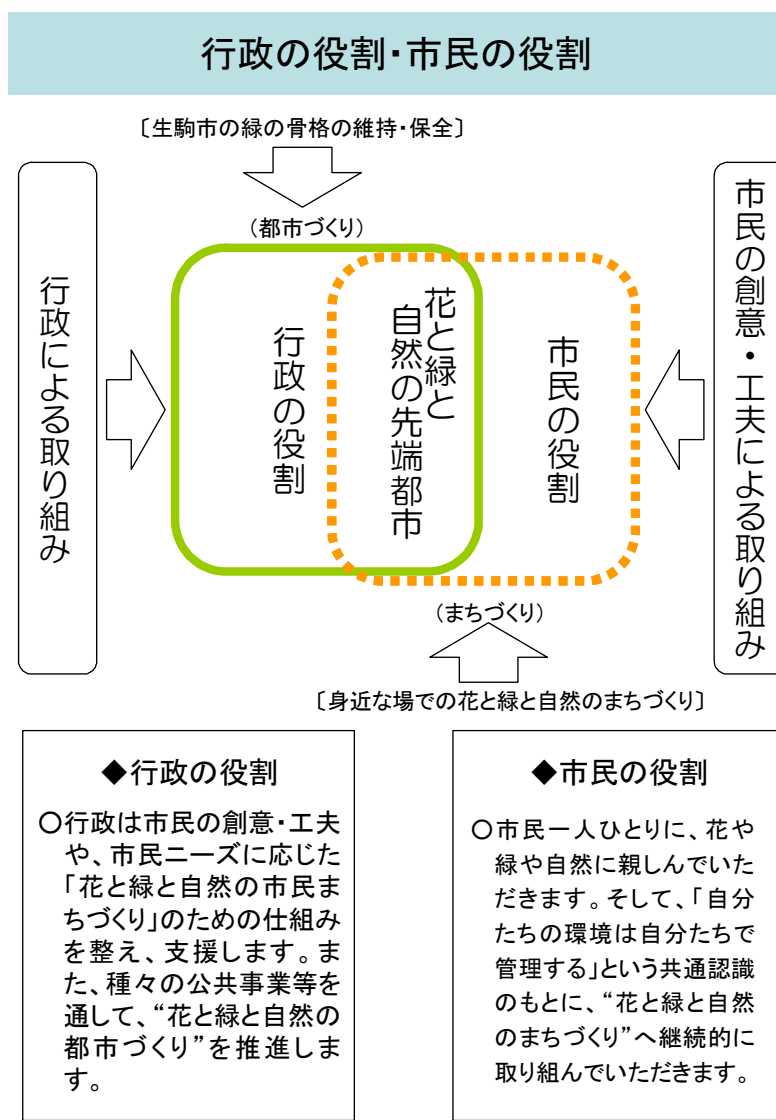 行政の役割・市民の役割
〔生駒市の緑の骨格の維持・保全〕
（都市づくり）
行政による取り組み
行政の役割
花と緑と
自然の先端都市
市民の役割
市民の創意・工夫による取り組み
（まちづくり）
〔身近な場での花と緑と自然のまちづくり〕
◆行政の役割
○行政は市民の創意・工夫
や、市民ニーズに応じた
「花と緑と自然の市民ま
ちづくり」のための仕組み
を整え、支援します。ま
た、種々の公共事業等を
通して、“花と緑と自然の
都市づくり”を推進しま
す。
◆市民の役割
○市民一人ひとりに、花や
緑や自然に親しんでいた
だきます。そして、「自分
たちの環境は自分たちで
管理する」という共通認識
のもとに、“花と緑と自然
のまちづくり”へ継続的に
取り組んでいただきます。